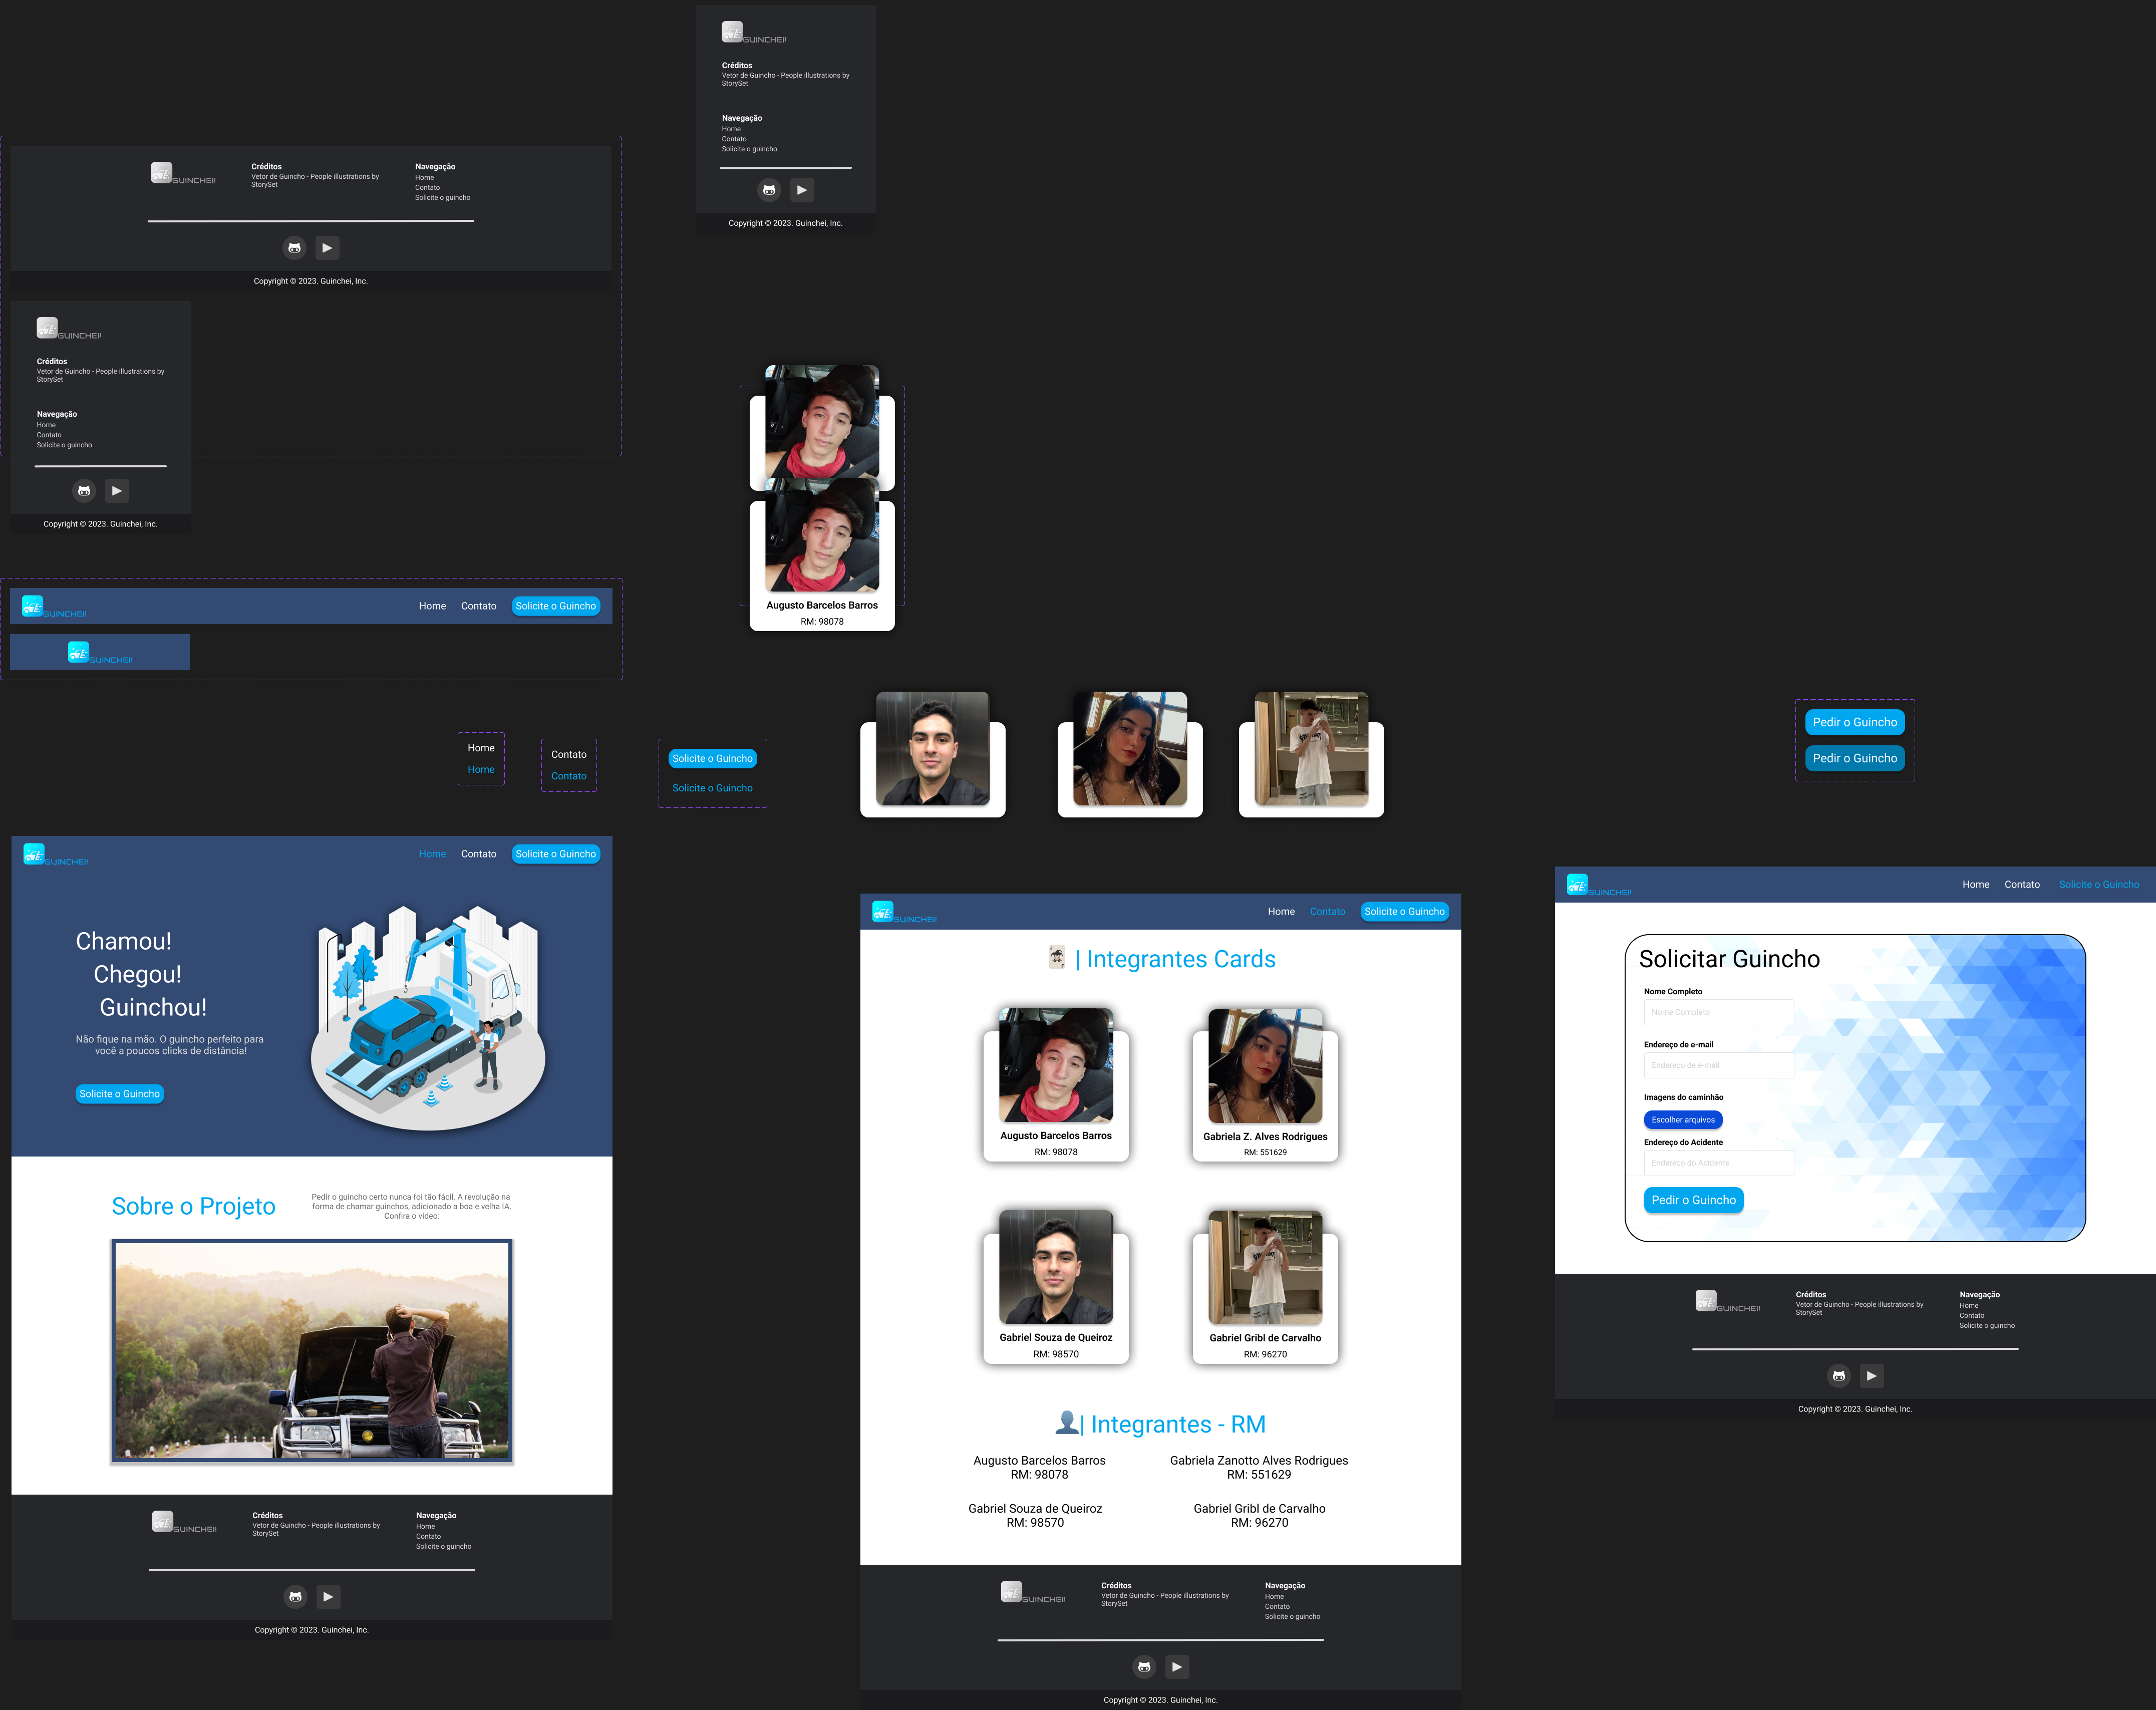 GUINCHEI!
Créditos
Vetor de Guincho - People illustrations by
StorySet
Navegação
Home
Contato
Solicite o guincho
Copyright © 2023. Guinchei, Inc.
GUINCHEI!
Créditos
Vetor de Guincho - People illustrations by
StorySet
Navegação
Home
Contato
Solicite o guincho
Copyright © 2023. Guinchei, Inc.
GUINCHEI!
Créditos
Vetor de Guincho - People illustrations by
StorySet
Navegação
Home
Contato
Solicite o guincho
Copyright © 2023. Guinchei, Inc.
GUINCHEI!
Home
Contato
Solicite o Guincho
GUINCHEI!
Augusto Barcelos Barros
RM: 98078
Home
Home
Contato
Contato
Solicite o Guincho
Solicite o Guincho
Pedir o Guincho
Pedir o Guincho
GUINCHEI!
Home
Contato
Solicite o Guincho
Chamou!
Chegou!
Guinchou!
Não fique na mão. O guincho perfeito para
você a poucos clicks de distância!
Solicite o Guincho
Sobre o Projeto
Pedir o guincho certo nunca foi tão fácil. A revolução na
forma de chamar guinchos, adicionado a boa e velha IA.
Confira o vídeo:
GUINCHEI!
Créditos
Vetor de Guincho - People illustrations by
StorySet
Navegação
Home
Contato
Solicite o guincho
Copyright © 2023. Guinchei, Inc.
GUINCHEI!
Home
Contato
Solicite o Guincho
| Integrantes Cards
Augusto Barcelos Barros
RM: 98078
Gabriela Z. Alves Rodrigues
RM: 551629
Gabriel Souza de Queiroz
RM: 98570
Gabriel Gribl de Carvalho
RM: 96270
| Integrantes - RM
Augusto Barcelos Barros
RM: 98078
Gabriela Zanotto Alves Rodrigues
RM: 551629
Gabriel Souza de Queiroz
RM: 98570
Gabriel Gribl de Carvalho
RM: 96270
GUINCHEI!
Créditos
Vetor de Guincho - People illustrations by
StorySet
Navegação
Home
Contato
Solicite o guincho
Copyright © 2023. Guinchei, Inc.
GUINCHEI!
Home
Contato
Solicite o Guincho
Solicitar Guincho
Nome Completo
Nome Completo
Endereço de e-mail
Endereço de e-mail
Imagens do caminhão
Escolher arquivos
Endereço do Acidente
Endereço do Acidente
Pedir o Guincho
GUINCHEI!
Créditos
Vetor de Guincho - People illustrations by
StorySet
Navegação
Home
Contato
Solicite o guincho
Copyright © 2023. Guinchei, Inc.